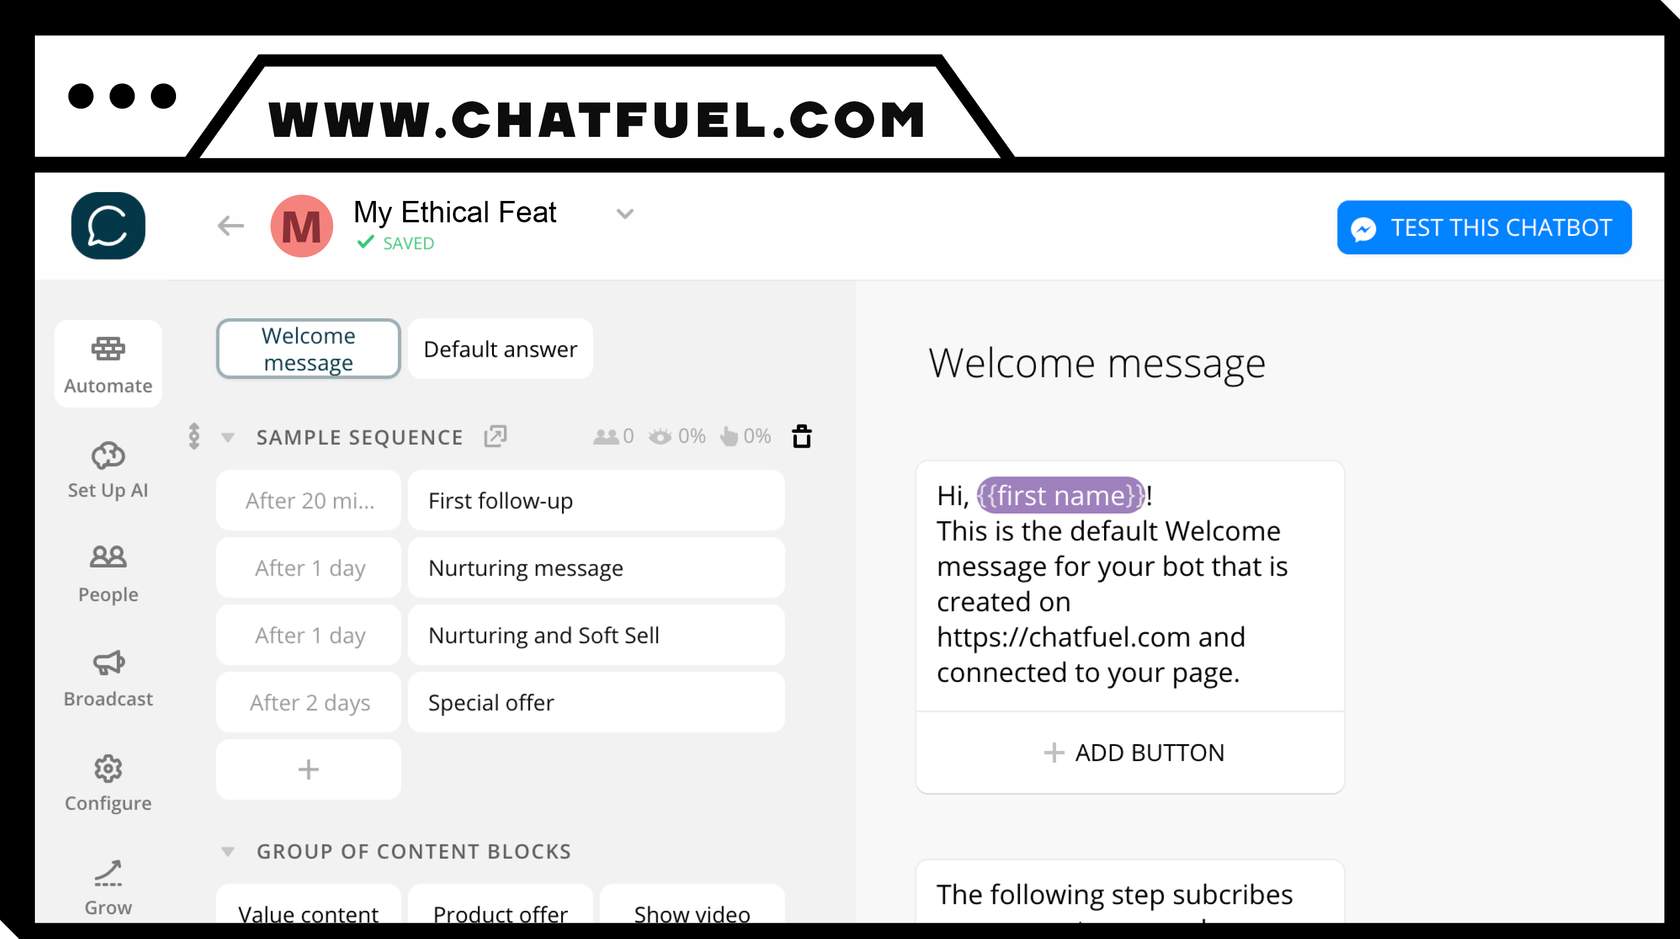 WWW.CHATFUEL.COM
M
My Ethical Feat
SAVED
TEST THIS CHATBOT
Automate
Set Up AI
People
Broadcast
Configure
Grow
Welcome
message
Default answer
SAMPLE SEQUENCE
0
0%
0%
After 20 mi...
First follow-up
After 1 day
Nurturing message
After 1 day
Nurturing and Soft Sell
After 2 days
Special offer
GROUP OF CONTENT BLOCKS
Value content
Product offer
Show video
Welcome message
Hi, {{first name}}!
This is the default Welcome
message for your bot that is
created on
https://chatfuel.com and
connected to your page.
+ ADD BUTTON
The following step subcribes